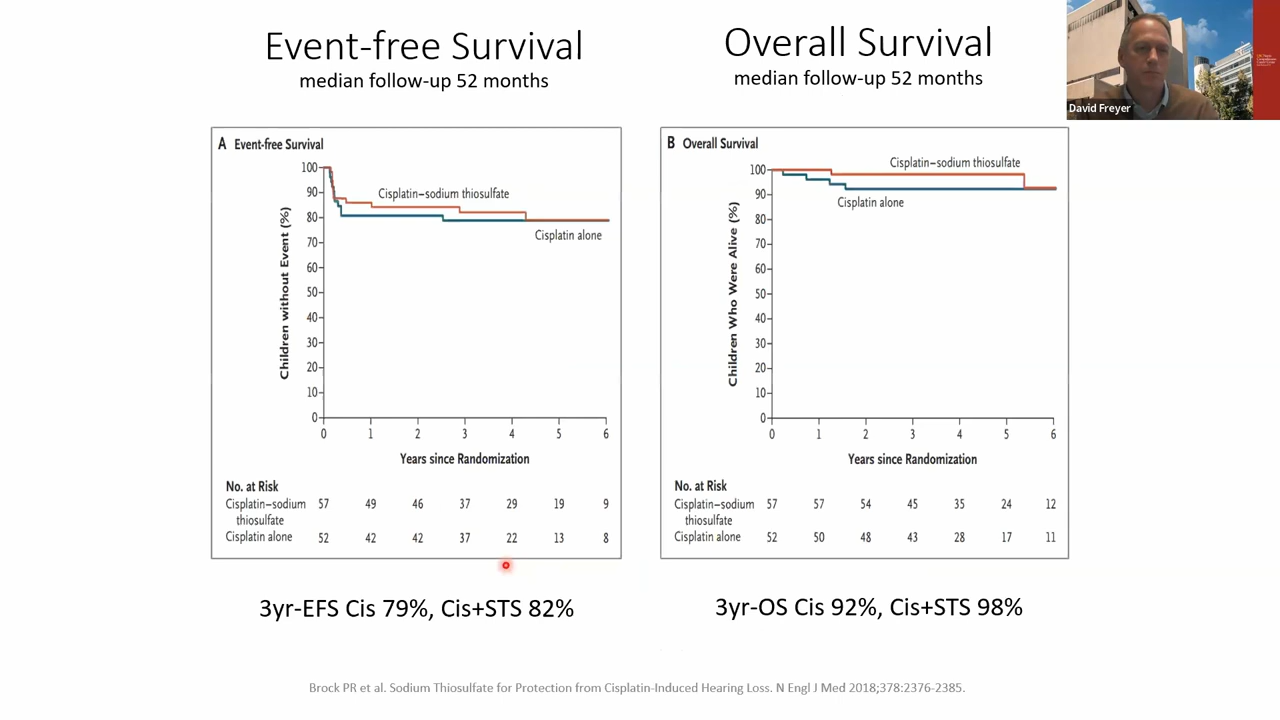 Event-free Survival
median follow-up 52 months
Overall Survival
median follow-up 52 months
David Freyer
A Event-free Survival
100
90
80
70
60
50
40
30
20
10
0
Children without Event (%)
Cisplatin–sodium thiosulfate
Cisplatin alone
0 1 2 3 4 5 6
Years since Randomization
No. at Risk
Cisplatin–sodium 57 49 46 37 29 19 9
thiosulfate
Cisplatin alone 52 42 42 37 22 13 8
B Overall Survival
100
90
80
70
60
50
40
30
20
10
0
Children Who Were Alive (%)
Cisplatin–sodium thiosulfate
Cisplatin alone
0 1 2 3 4 5 6
Years since Randomization
No. at Risk
Cisplatin–sodium 57 57 54 45 35 24 12
thiosulfate
Cisplatin alone 52 50 48 43 28 17 11
3yr-EFS Cis 79%, Cis+STS 82%
3yr-OS Cis 92%, Cis+STS 98%
Brock PR et al. Sodium Thiosulfate for Protection from Cisplatin-Induced Hearing Loss. N Engl J Med 2018;378:2376-2385.